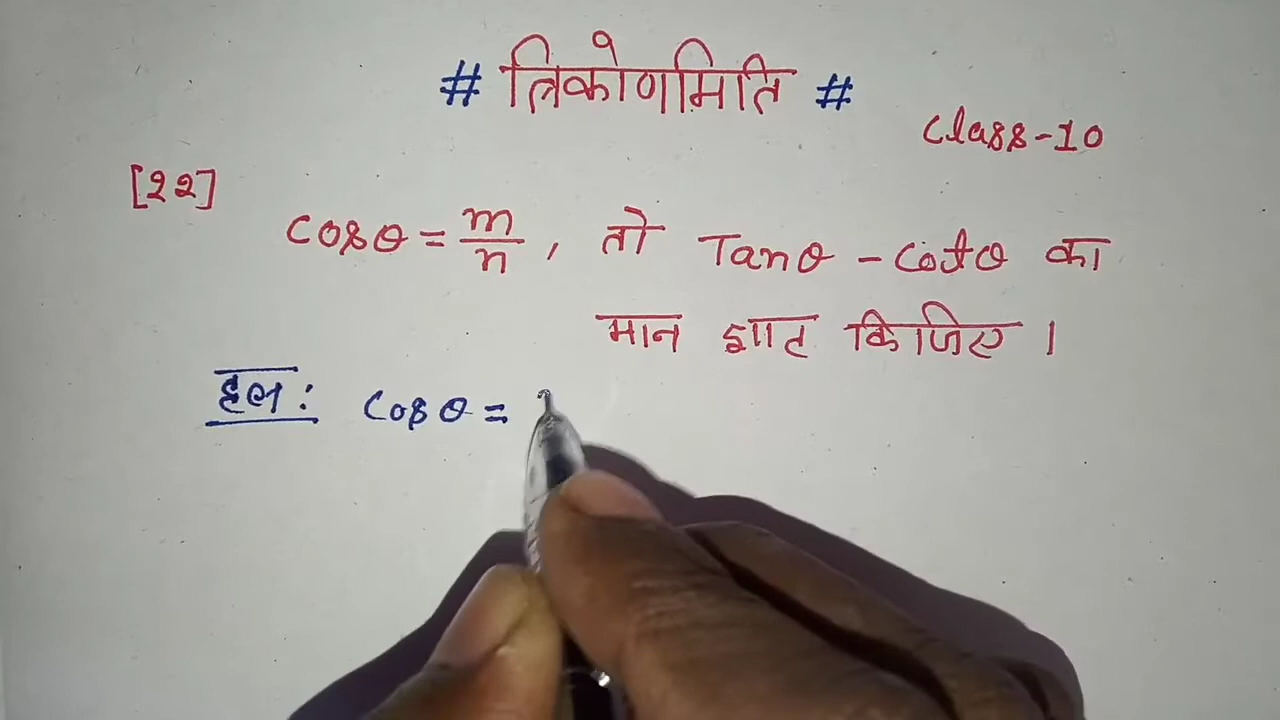 # त्रिकोणमिति #
Class-10
[22]
cosθ = m/n, तो Tanθ - cotθ का
मान ज्ञाट किजिए।
हल: cosθ =